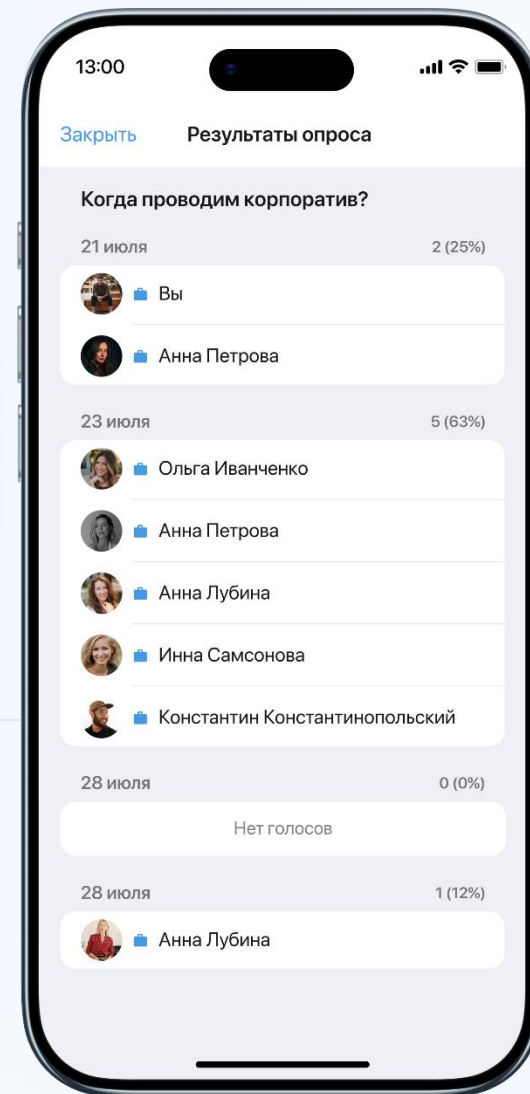 13:00
Закрыть Результаты опроса
Когда проводим корпоратив?
21 июля 2 (25%)
Вы
Анна Петрова
23 июля 5 (63%)
Ольга Иванченко
Анна Петрова
Анна Лубина
Инна Самсонова
Константин Константинопольский
28 июля 0 (0%)
Нет голосов
28 июля 1 (12%)
Анна Лубина